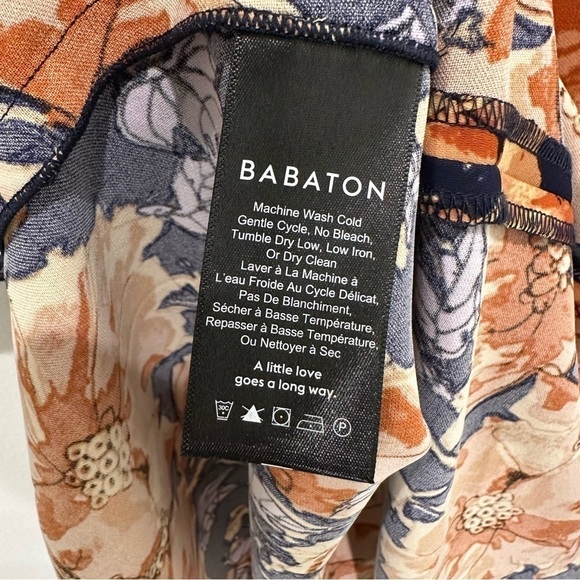 BABATON
Machine Wash Cold
Gentle Cycle, No Bleach,
Tumble Dry Low, Low Iron,
Or Dry Clean
Laver à La Machine à
L'eau Froide Au Cycle Délicat,
Pas De Blanchiment,
Sécher à Basse Température,
Repasser à Basse Température,
Ou Nettoyer à Sec
A little love
goes a long way.
30C P